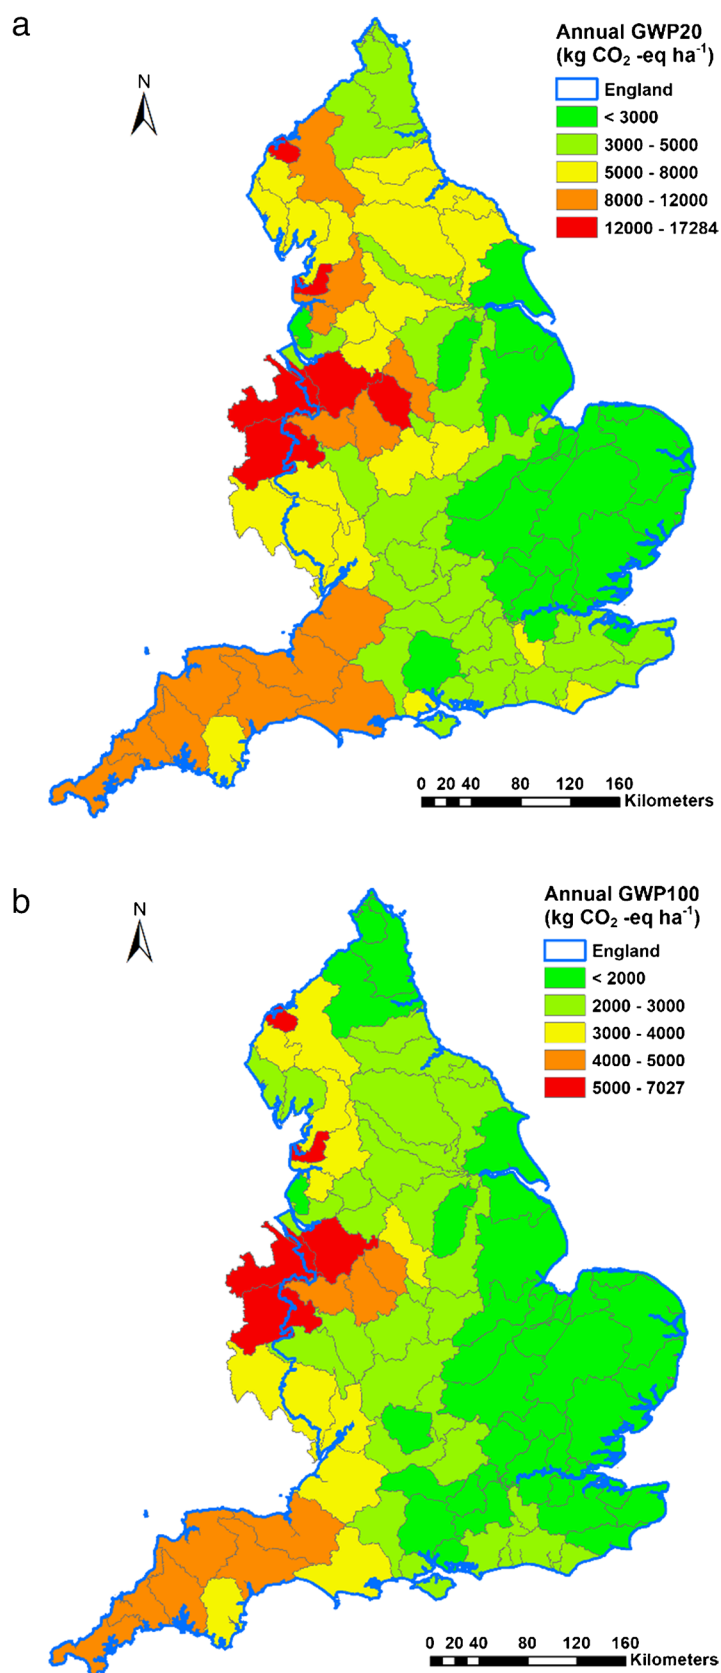 a
Annual GWP20
(kg CO₂ -eq ha⁻¹)
N
England
< 3000
3000 - 5000
5000 - 8000
8000 - 12000
12000 - 17284
0 20 40 80 120 160
Kilometers
b
Annual GWP100
(kg CO₂ -eq ha⁻¹)
N
England
< 2000
2000 - 3000
3000 - 4000
4000 - 5000
5000 - 7027
0 20 40 80 120 160
Kilometers